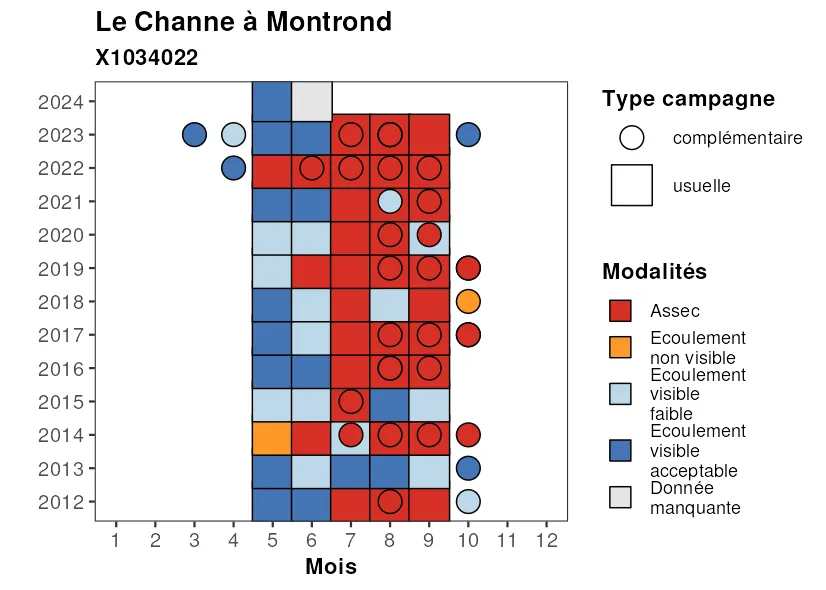 Le Channe à Montrond
X1034022
2024
2023
2022
2021
2020
2019
2018
2017
2016
2015
2014
2013
2012
1 2 3 4 5 6 7 8 9 10 11 12
Mois
Type campagne
complémentaire
usuelle
Modalités
Assec
Ecoulement
non visible
Ecoulement
visible
faible
Ecoulement
visible
acceptable
Donnée
manquante